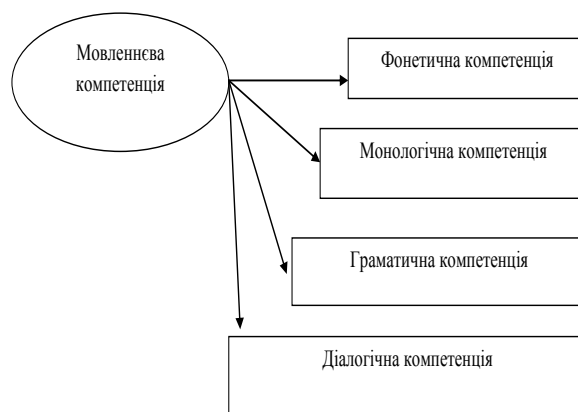 Мовленнєва
компетенція
Фонетична компетенція
Монологічна компетенція
Граматична компетенція
Діалогічна компетенція